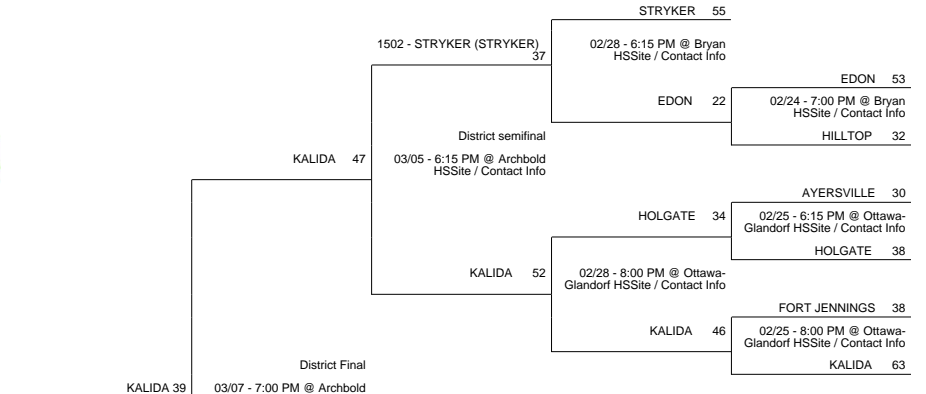 STRYKER 55
1502 - STRYKER (STRYKER)
37
02/28 - 6:15 PM @ Bryan
HSSite / Contact Info
EDON 53
EDON 22
02/24 - 7:00 PM @ Bryan
HSSite / Contact Info
HILLTOP 32
District semifinal
KALIDA 47
03/05 - 6:15 PM @ Archbold
HSSite / Contact Info
AYERSVILLE 30
HOLGATE 34
02/25 - 6:15 PM @ Ottawa-
Glandorf HSSite / Contact Info
HOLGATE 38
KALIDA 52
02/28 - 8:00 PM @ Ottawa-
Glandorf HSSite / Contact Info
FORT JENNINGS 38
KALIDA 46
02/25 - 8:00 PM @ Ottawa-
Glandorf HSSite / Contact Info
KALIDA 63
District Final
KALIDA 39
03/07 - 7:00 PM @ Archbold